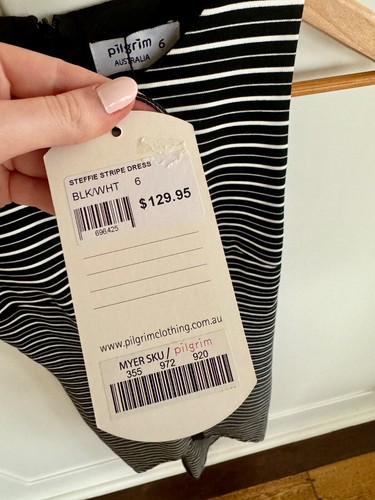 pilgrim 6
AUSTRALIA
STEFFIE STRIPE DRESS
BLK/WHT 6
$129.95
696425
www.pilgrimclothing.com.au
MYER SKU/ pilgrim
355 972 920